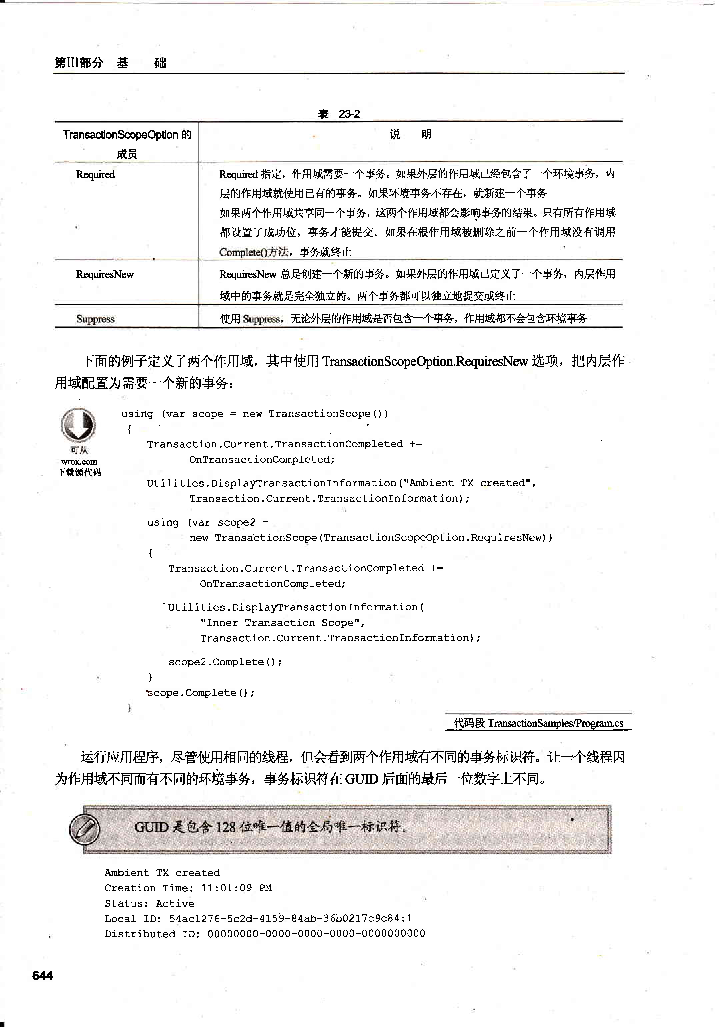 第III部分 基 础
表 23-2
TransactionScopeOption 的
成员
说 明
Required
Required 指定，作用域需要一个事务。如果外层的作用域已经包含了一个环境事务，内
层的作用域就使用已有的事务。如果环境事务不存在，就新建一个事务
如果两个作用域共享同一个事务，这两个作用域都会影响事务的结果。只有所有作用域
都设置了成功位，事务才能提交。如果在根作用域被删除之前一个作用域没有调用
Complete()方法，事务就终止
RequiresNew
RequiresNew 总是创建一个新的事务。如果外层的作用域已定义了一个事务，内层作用
域中的事务就是完全独立的。两个事务都可以独立地提交或终止
Suppress
使用 Suppress，无论外层的作用域是否包含一个事务，作用域都不会包含环境事务
下面的例子定义了两个作用域，其中使用 TransactionScopeOption.RequiresNew 选项，把内层作
用域配置为需要一个新的事务：
可从
wrox.com
下载源代码
using (var scope = new TransactionScope())
{
Transaction.Current.TransactionCompleted +=
OnTransactionCompleted;
Utilities.DisplayTransactionInformation("Ambient TX created",
Transaction.Current.TransactionInformation);
using (var scope2 =
new TransactionScope(TransactionScopeOption.RequiresNew))
{
Transaction.Current.TransactionCompleted +=
OnTransactionCompleted;
Utilities.DisplayTransactionInformation(
"Inner Transaction Scope",
Transaction.Current.TransactionInformation);
scope2.Complete();
}
scope.Complete();
}
代码段 TransactionSamples/Program.cs
运行应用程序，尽管使用相同的线程，但会看到两个作用域有不同的事务标识符。让一个线程因
为作用域不同而有不同的环境事务，事务标识符在 GUID 后面的最后一位数字上不同。
GUID 是包含 128 位唯一值的全局唯一标识符。
Ambient TX created
Creation Time: 11:01:09 PM
Status: Active
Local ID: 54ac1276-5c2d-4159-84ab-36b0217c9c84:1
Distributed ID: 00000000-0000-0000-0000-0000000000
644